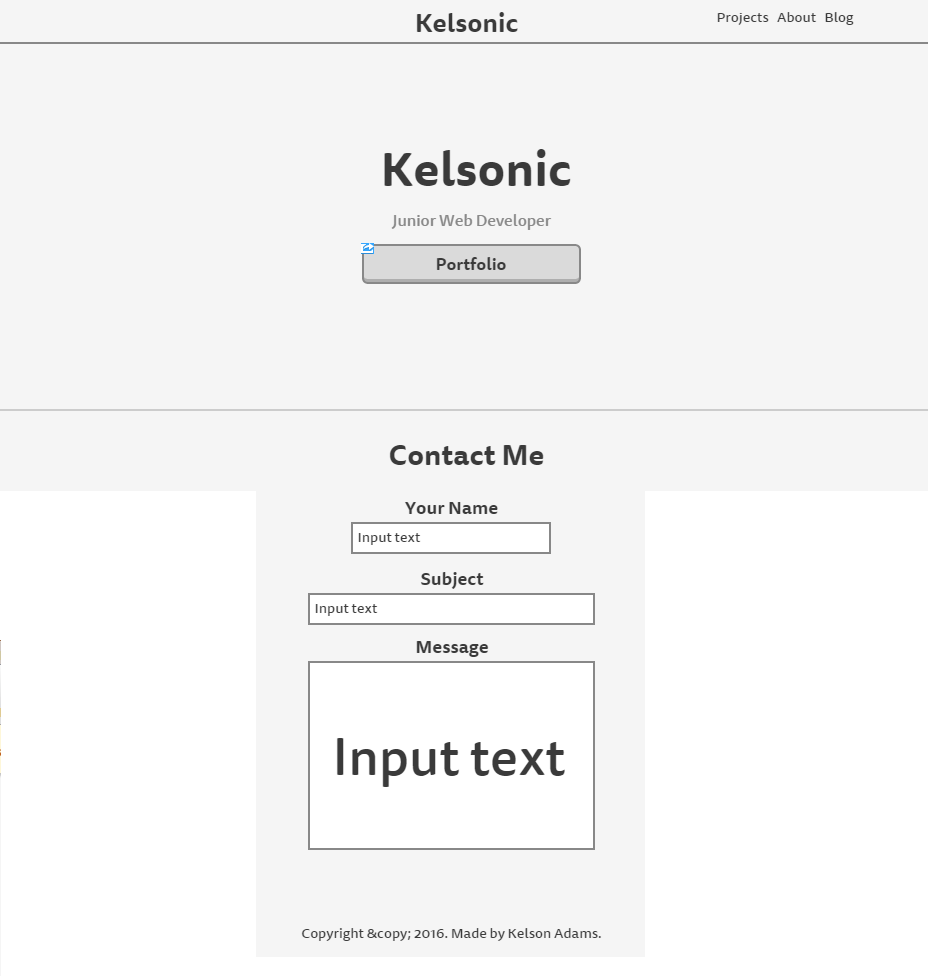 Kelsonic
Projects About Blog
Kelsonic
Junior Web Developer
Portfolio
Contact Me
Your Name
Input text
Subject
Input text
Message
Input text
Copyright &copy; 2016. Made by Kelson Adams.